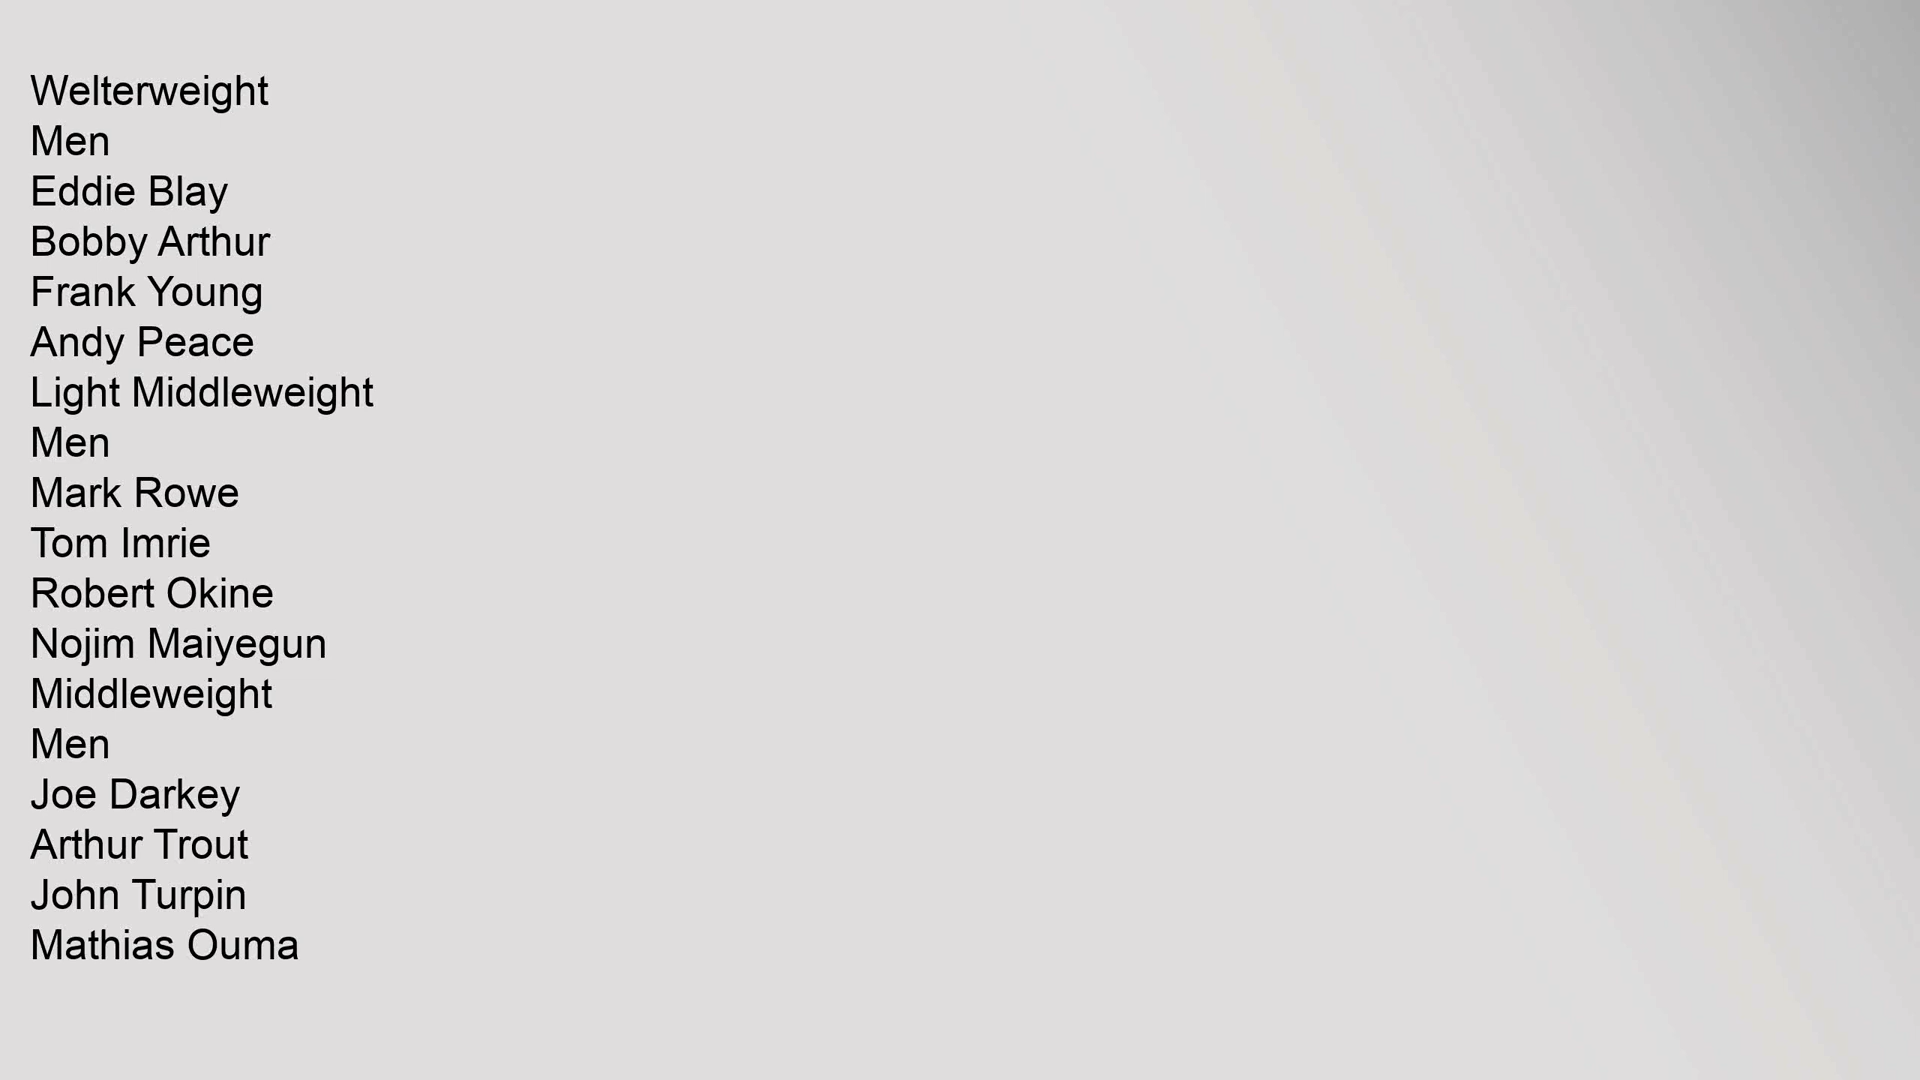 Welterweight
Men
Eddie Blay
Bobby Arthur
Frank Young
Andy Peace
Light Middleweight
Men
Mark Rowe
Tom Imrie
Robert Okine
Nojim Maiyegun
Middleweight
Men
Joe Darkey
Arthur Trout
John Turpin
Mathias Ouma